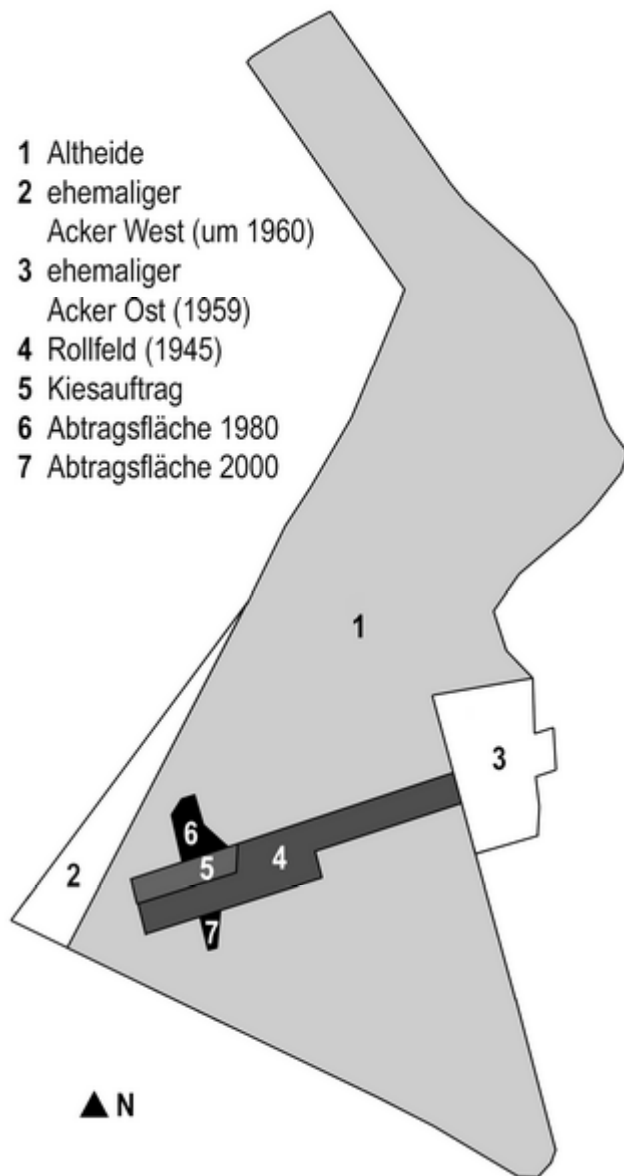 1 Altheide
2 ehemaliger
Acker West (um 1960)
3 ehemaliger
Acker Ost (1959)
4 Rollfeld (1945)
5 Kiesauftrag
6 Abtragsfläche 1980
7 Abtragsfläche 2000
1
3
6
5
4
2
7
▲ N